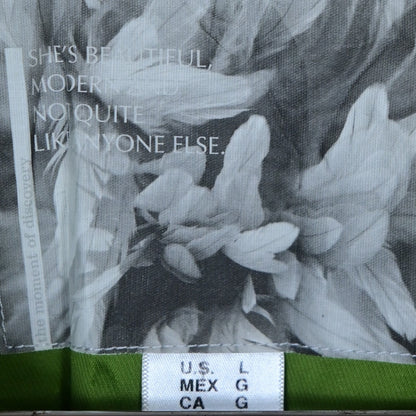 SHE'S BEAUTIFUL,
MODERN AND
NOT QUITE
LIKE ANYONE ELSE.
the moment of discovery
U.S. L
MEX G
CA G